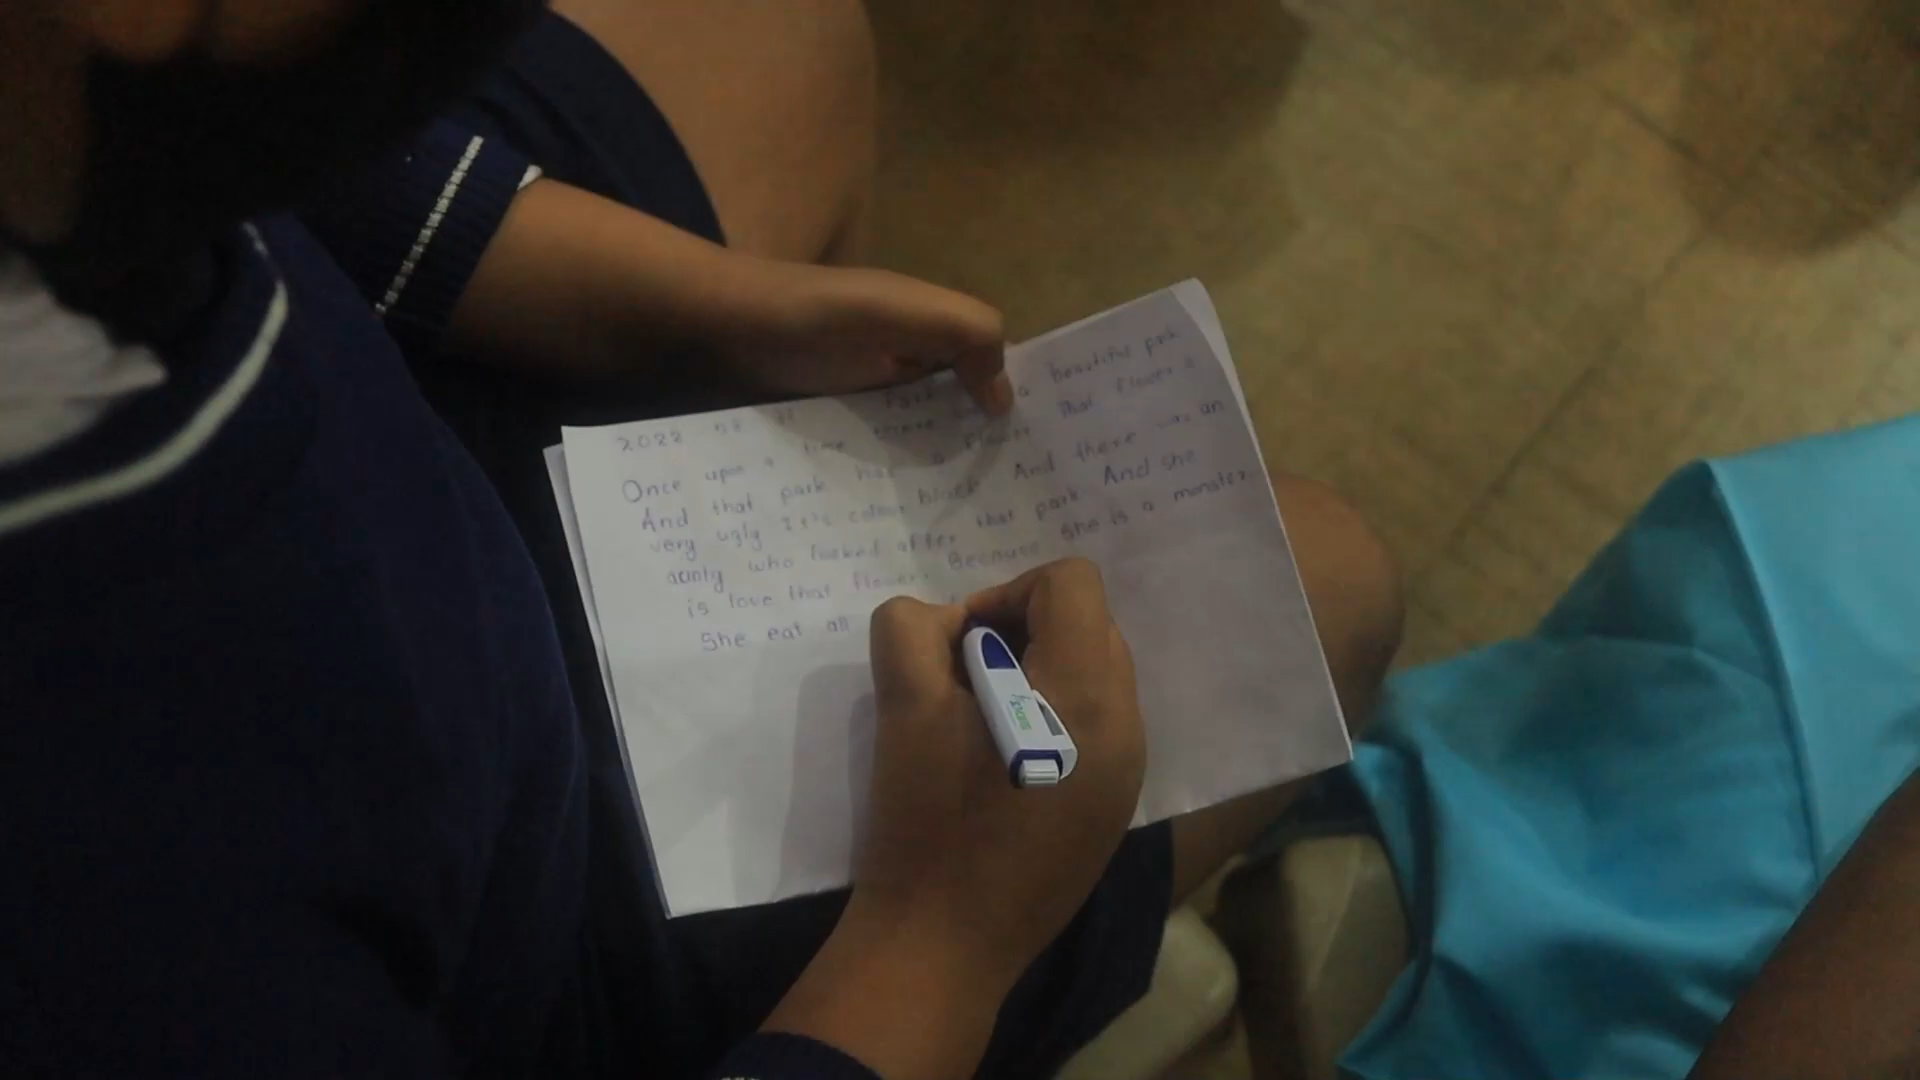 2022
Park
Once upon a time there was a beautiful park
And that park has a flower That flower is
very ugly It's colour black And there was an
aunty who looked after that park And she
is love that flower. Because she is a monster.
She eat all